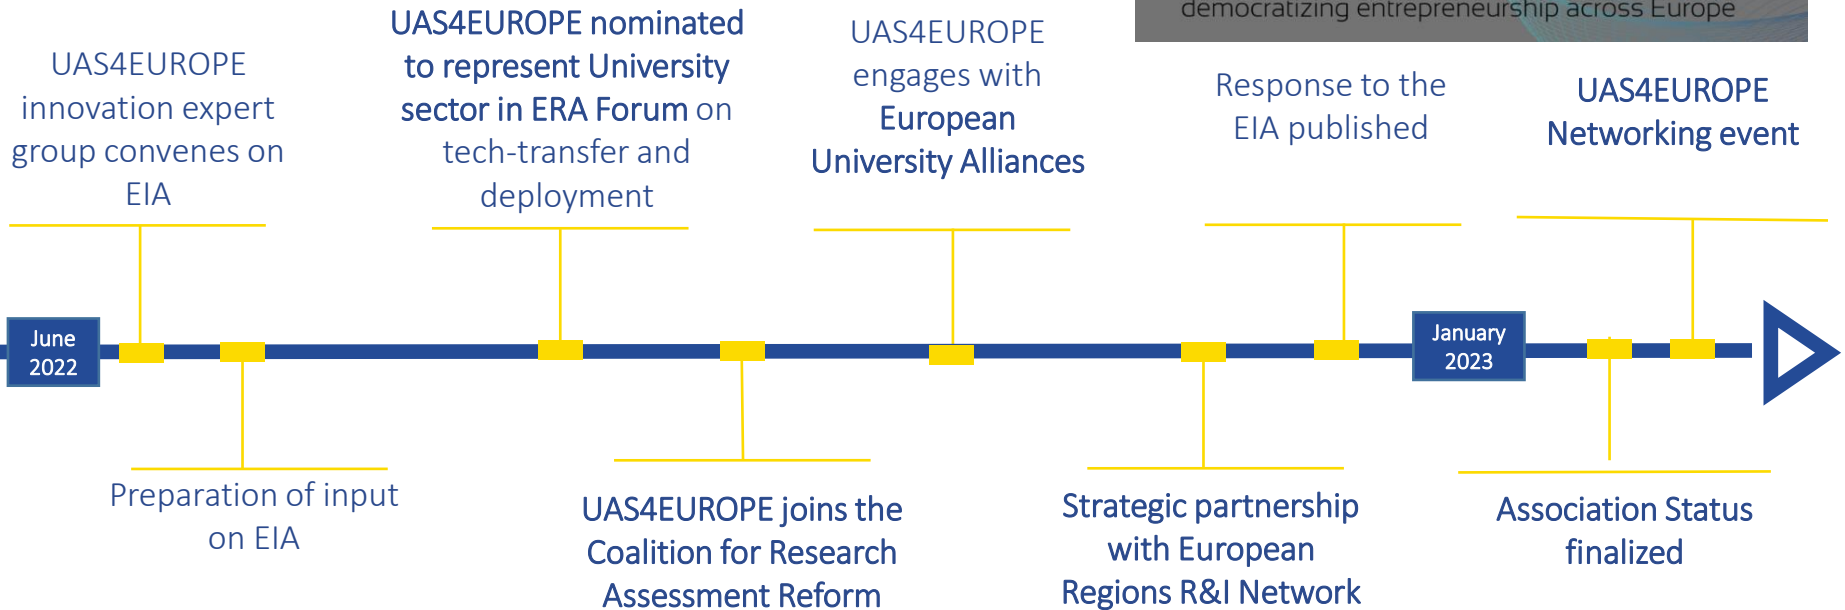 democratizing entrepreneurship across Europe
UAS4EUROPE
innovation expert
group convenes on
EIA
UAS4EUROPE nominated
to represent University
sector in ERA Forum on
tech-transfer and
deployment
UAS4EUROPE
engages with
European
University Alliances
Response to the
EIA published
UAS4EUROPE
Networking event
June
2022
January
2023
Preparation of input
on EIA
UAS4EUROPE joins the
Coalition for Research
Assessment Reform
Strategic partnership
with European
Regions R&I Network
Association Status
finalized